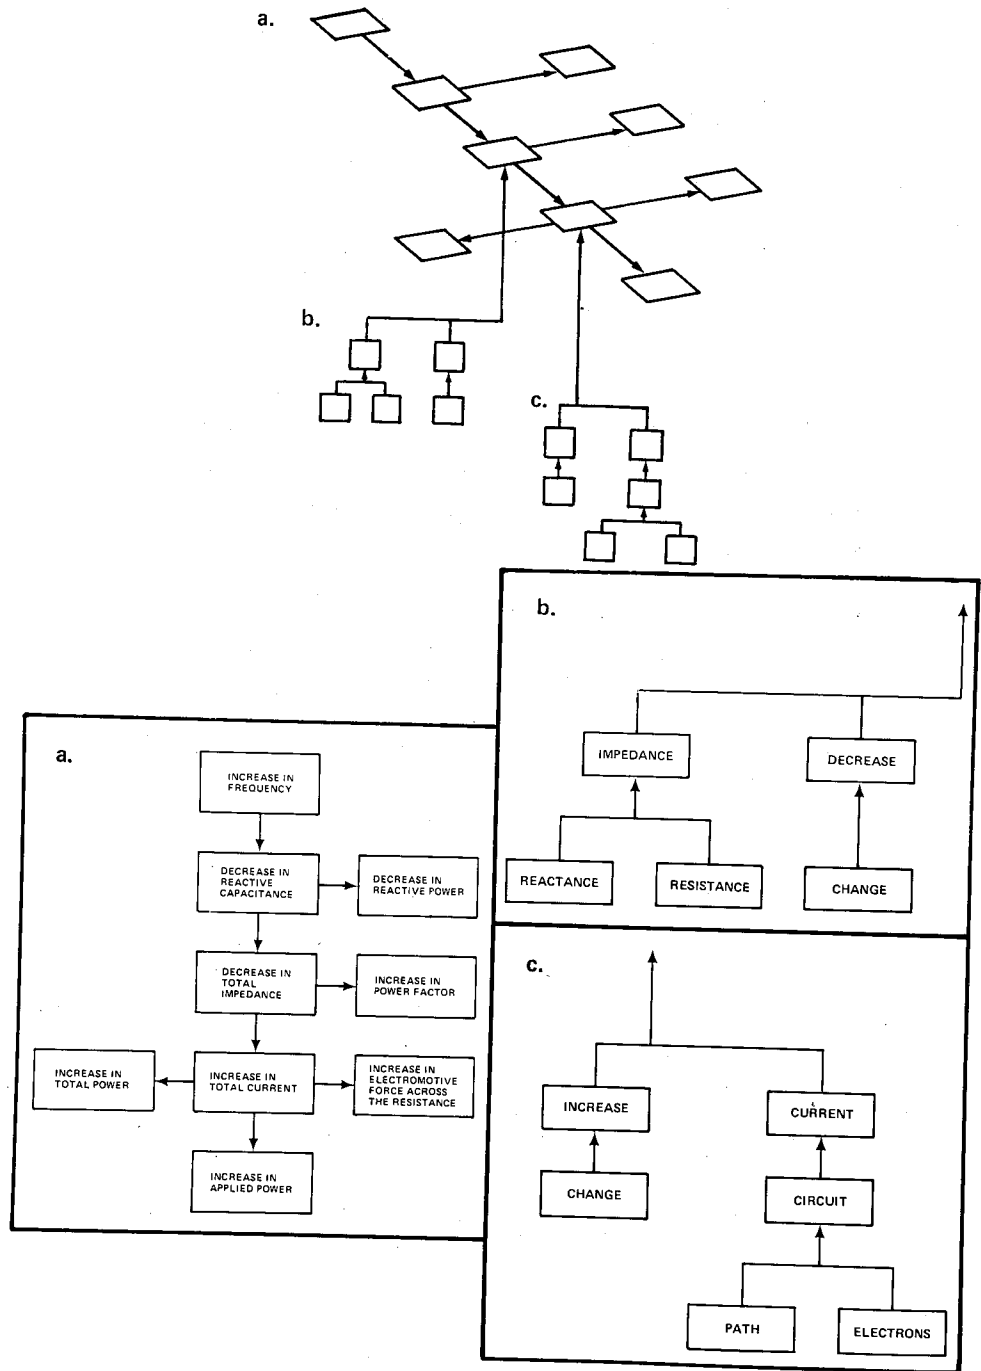 a.
b.
c.
b.
IMPEDANCE
DECREASE
REACTANCE
RESISTANCE
CHANGE
a.
INCREASE IN
FREQUENCY
DECREASE IN
REACTIVE
CAPACITANCE
DECREASE IN
REACTIVE POWER
DECREASE IN
TOTAL
IMPEDANCE
INCREASE IN
POWER FACTOR
INCREASE IN
TOTAL POWER
INCREASE IN
TOTAL CURRENT
INCREASE IN
ELECTROMOTIVE
FORCE ACROSS
THE RESISTANCE
INCREASE IN
APPLIED POWER
c.
INCREASE
CURRENT
CHANGE
CIRCUIT
PATH
ELECTRONS